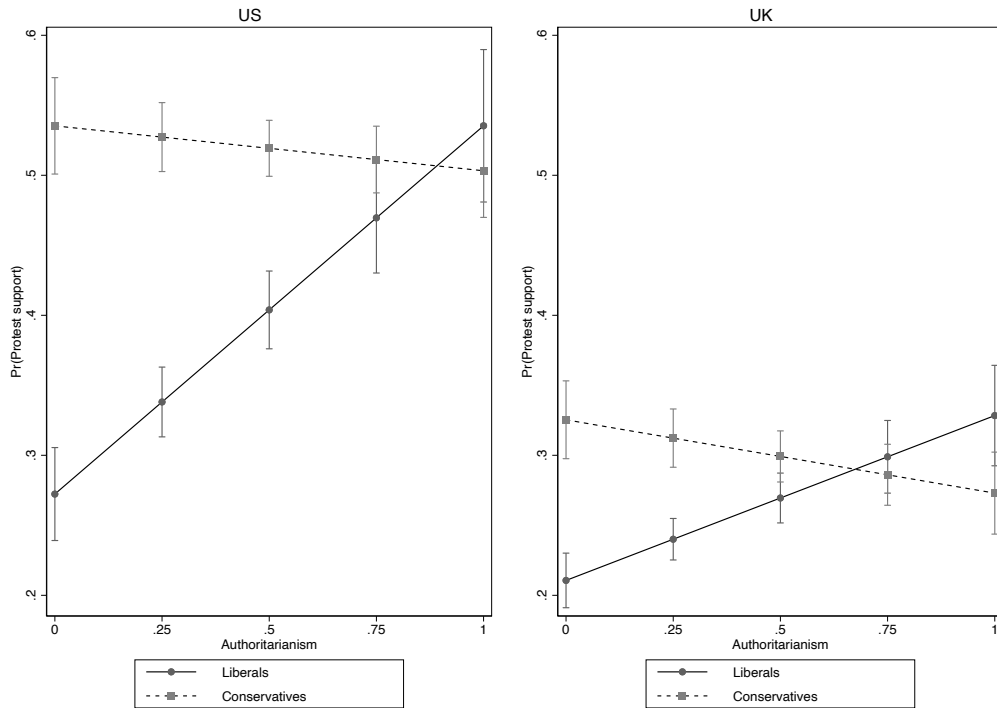 US
.6
.5
.4
.3
.2
Pr(Protest support)
0 .25 .5 .75 1
Authoritarianism
Liberals
Conservatives
UK
.6
.5
.4
.3
.2
Pr(Protest support)
0 .25 .5 .75 1
Authoritarianism
Liberals
Conservatives